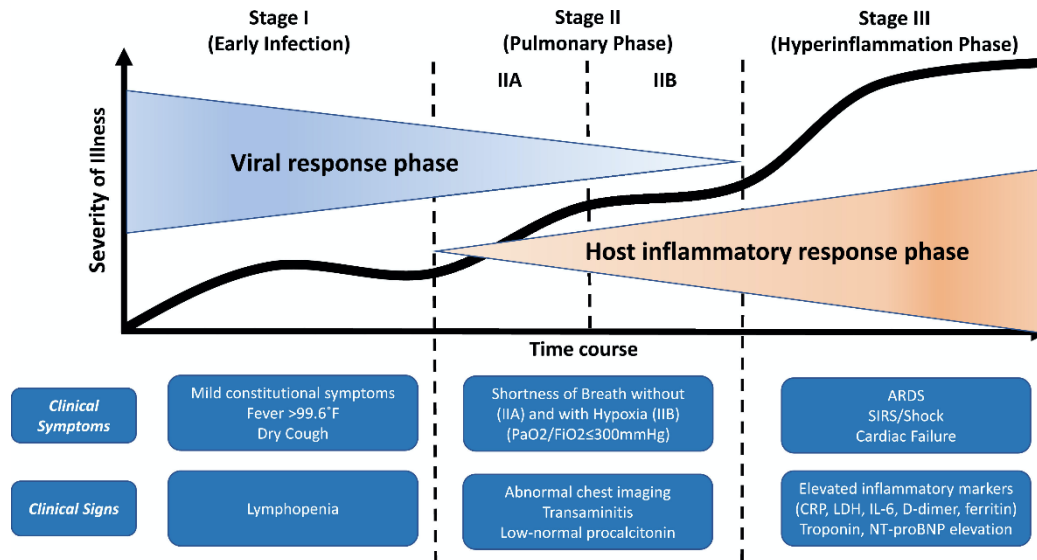 Stage I
(Early Infection)
Stage II
(Pulmonary Phase)
Stage III
(Hyperinflammation Phase)
IIA
IIB
Severity of Illness
Viral response phase
Host inflammatory response phase
Time course
Clinical
Symptoms
Mild constitutional symptoms
Fever >99.6°F
Dry Cough
Shortness of Breath without
(IIA) and with Hypoxia (IIB)
(PaO2/FiO2≤300mmHg)
ARDS
SIRS/Shock
Cardiac Failure
Clinical Signs
Lymphopenia
Abnormal chest imaging
Transaminitis
Low-normal procalcitonin
Elevated inflammatory markers
(CRP, LDH, IL-6, D-dimer, ferritin)
Troponin, NT-proBNP elevation